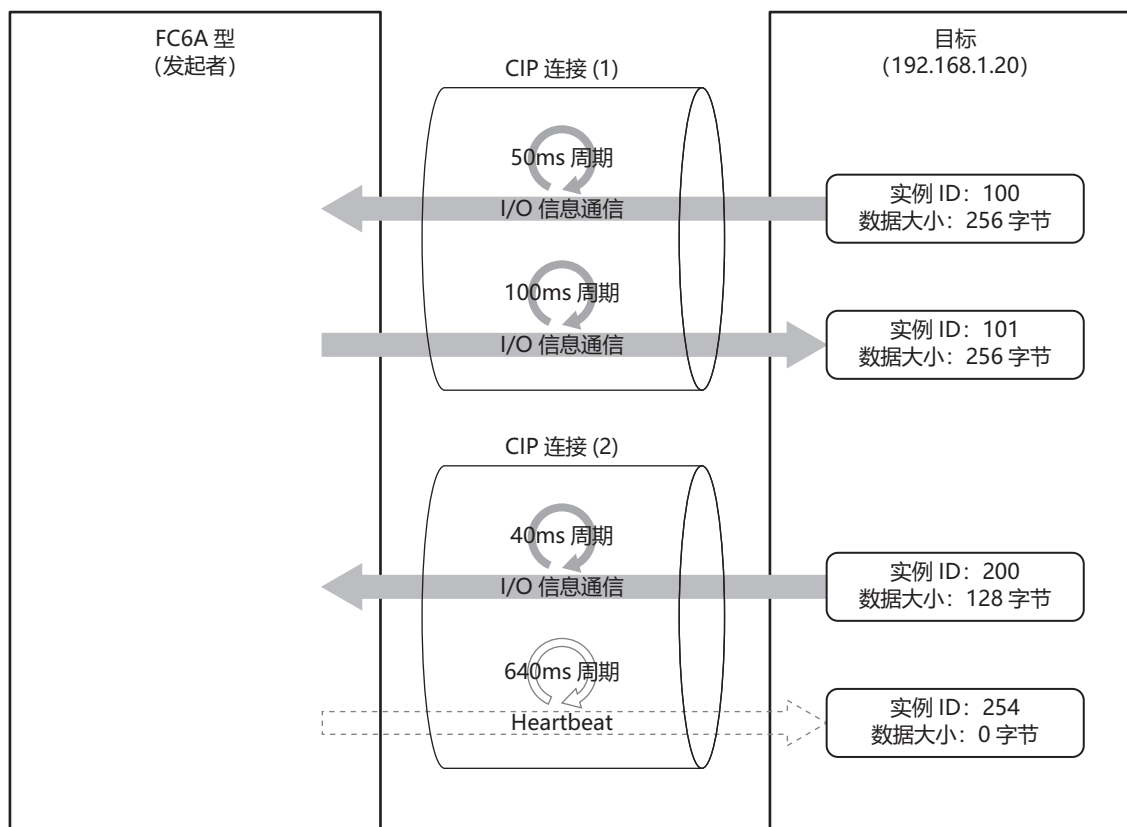 FC6A 型
(发起者)
目标
(192.168.1.20)
CIP 连接 (1)
50ms 周期
I/O 信息通信
实例 ID：100
数据大小：256 字节
100ms 周期
I/O 信息通信
实例 ID：101
数据大小：256 字节
CIP 连接 (2)
40ms 周期
I/O 信息通信
实例 ID：200
数据大小：128 字节
640ms 周期
Heartbeat
实例 ID：254
数据大小：0 字节